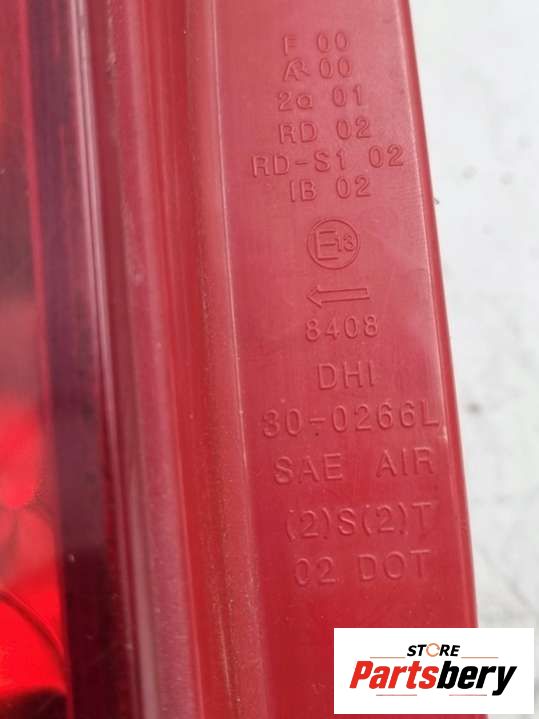 F 00
AR 00
2a 01
RD 02
RD-S1 02
IB 02
E13
8408
DHI
30-0266L
SAE AIR
(2)S(2)T
02 DOT
STORE
Partsbery